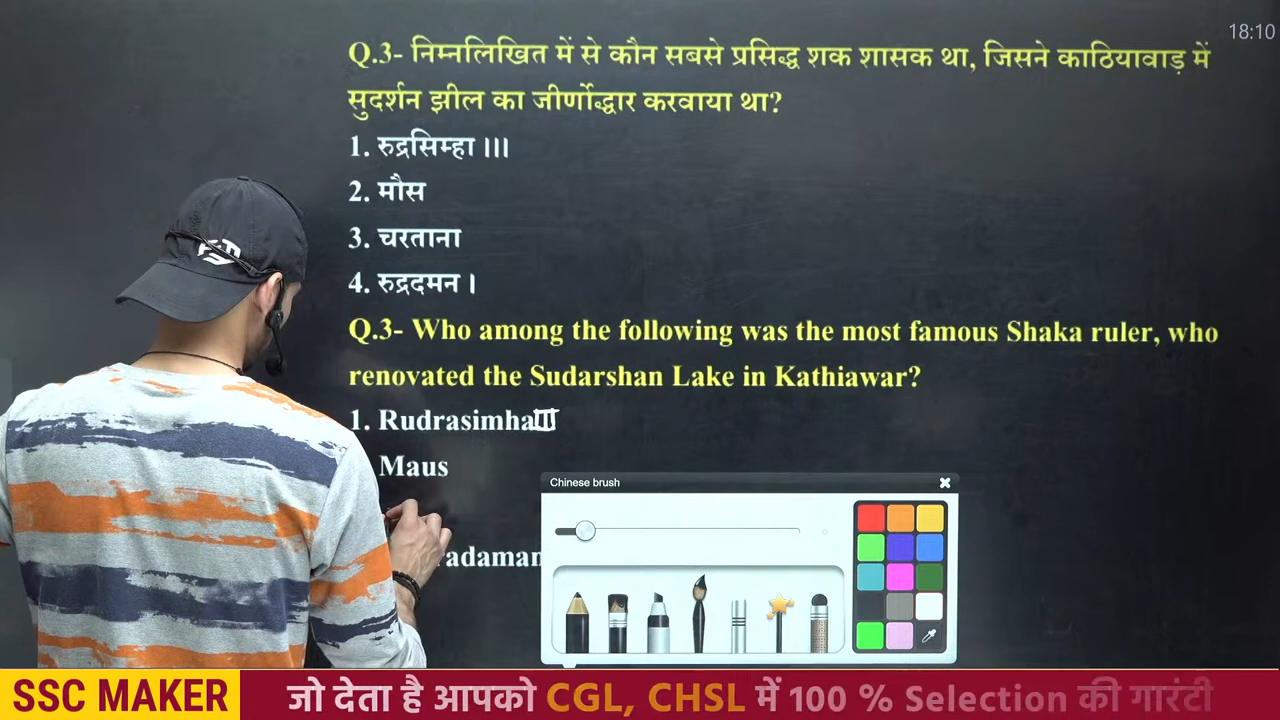 18:10
Q.3- निम्नलिखित में से कौन सबसे प्रसिद्ध शक शासक था, जिसने काठियावाड़ में
सुदर्शन झील का जीर्णोद्धार करवाया था?
1. रुद्रसिम्हा ।।।
2. मौस
3. चरताना
4. रुद्रदमन ।
Q.3- Who among the following was the most famous Shaka ruler, who
renovated the Sudarshan Lake in Kathiawar?
1. Rudrasimha III
Maus
adaman
Chinese brush
SSC MAKER
जो देता है आपको CGL, CHSL में 100 % Selection की गारंटी